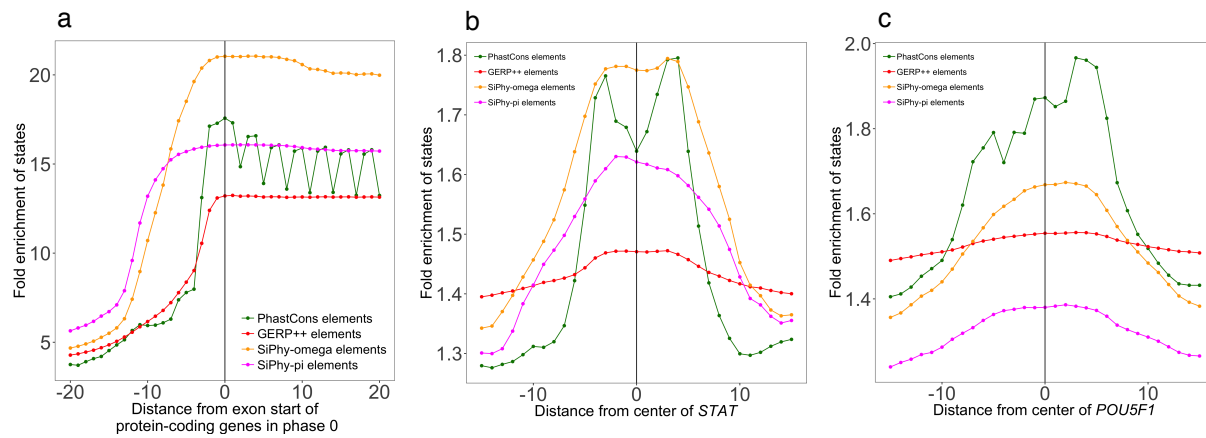 a
Fold enrichment of states
20
15
10
5
PhastCons elements
GERP++ elements
SiPhy-omega elements
SiPhy-pi elements
-20
-10
0
10
20
Distance from exon start of
protein-coding genes in phase 0
b
Fold enrichment of states
1.8
1.7
1.6
1.5
1.4
1.3
PhastCons elements
GERP++ elements
SiPhy-omega elements
SiPhy-pi elements
-10
0
10
Distance from center of STAT
c
Fold enrichment of states
2.0
1.8
1.6
1.4
PhastCons elements
GERP++ elements
SiPhy-omega elements
SiPhy-pi elements
-10
0
10
Distance from center of POU5F1